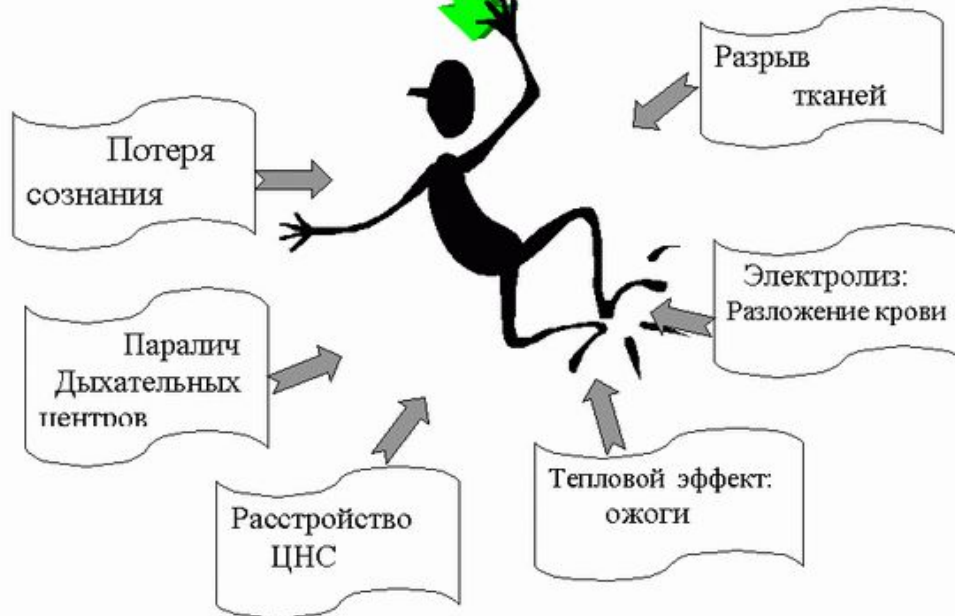 Разрыв
тканей
Потеря
сознания
Электролиз:
Разложение крови
Паралич
Дыхательных
центров
Тепловой эффект:
ожоги
Расстройство
ЦНС